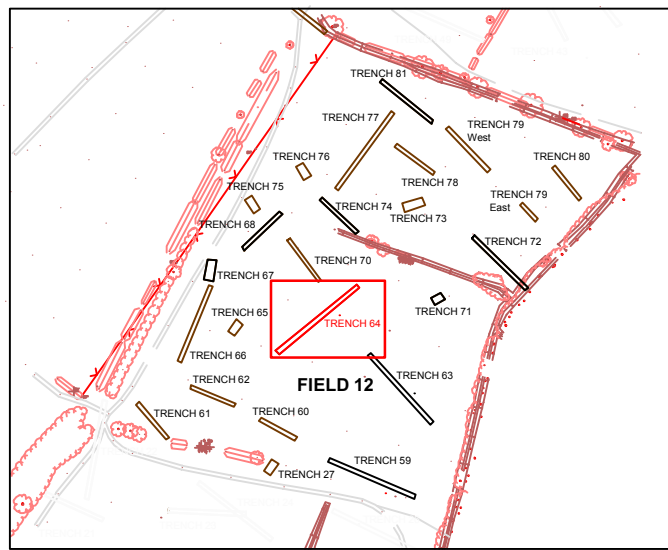 TRENCH 81
TRENCH 77
TRENCH 79
West
TRENCH 76
TRENCH 80
TRENCH 78
TRENCH 75
TRENCH 79
East
TRENCH 74
TRENCH 73
TRENCH 68
TRENCH 72
TRENCH 70
TRENCH 67
TRENCH 71
TRENCH 65
TRENCH 64
TRENCH 66
TRENCH 63
FIELD 12
TRENCH 62
TRENCH 61
TRENCH 60
TRENCH 59
TRENCH 27